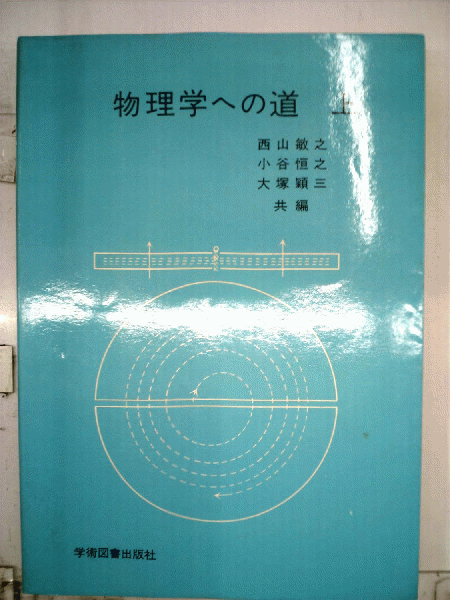 物理学への道 上
西山敏之
小谷恒之
大塚穎三
共編
学術図書出版社